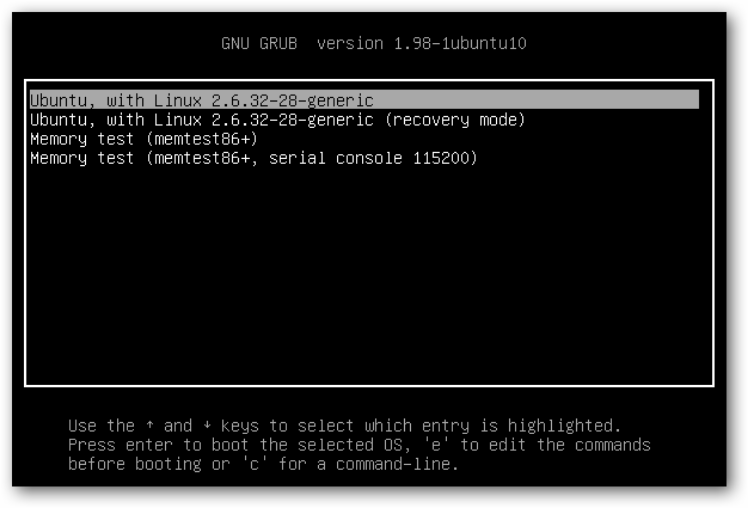 GNU GRUB  version 1.98-1ubuntu10
Ubuntu, with Linux 2.6.32-28-generic
Ubuntu, with Linux 2.6.32-28-generic (recovery mode)
Memory test (memtest86+)
Memory test (memtest86+, serial console 115200)
Use the ↑ and ↓ keys to select which entry is highlighted.
Press enter to boot the selected OS, 'e' to edit the commands
before booting or 'c' for a command-line.